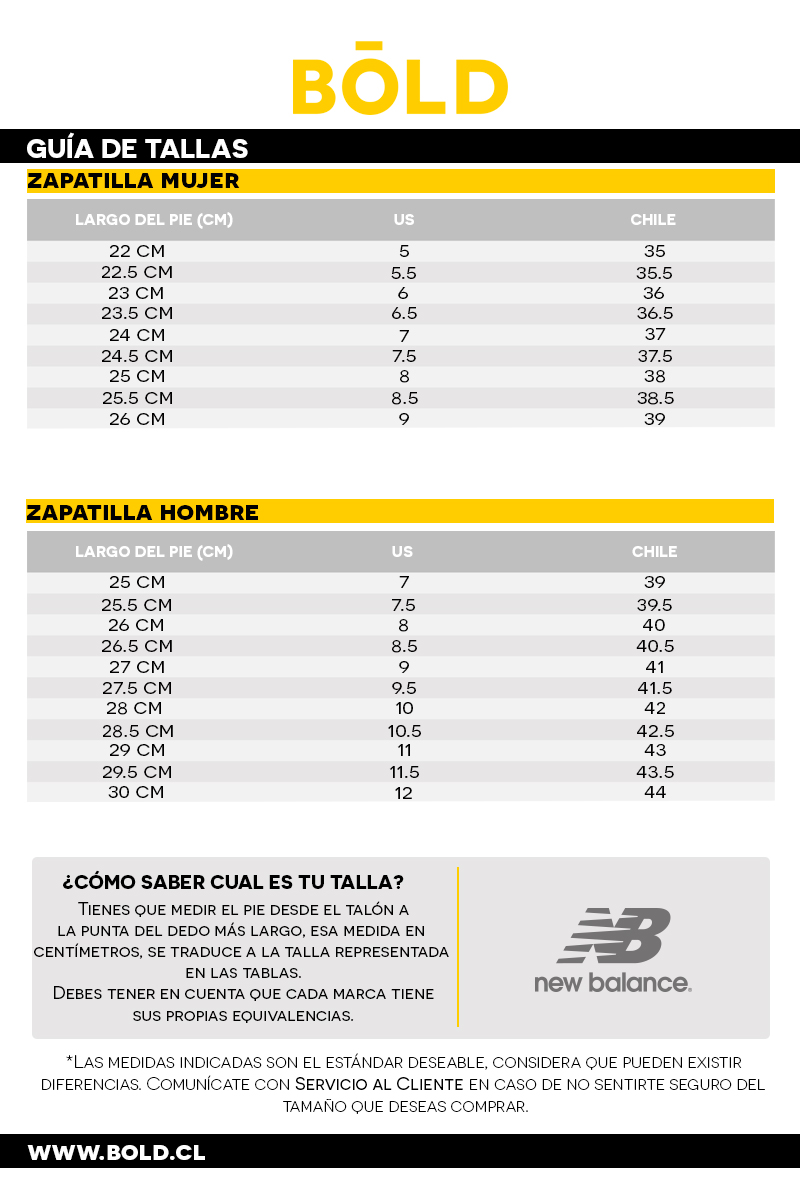 BŌLD
GUÍA DE TALLAS
ZAPATILLA MUJER
LARGO DEL PIE (CM) US CHILE
22 CM 5 35
22.5 CM 5.5 35.5
23 CM 6 36
23.5 CM 6.5 36.5
24 CM 7 37
24.5 CM 7.5 37.5
25 CM 8 38
25.5 CM 8.5 38.5
26 CM 9 39
ZAPATILLA HOMBRE
LARGO DEL PIE (CM) US CHILE
25 CM 7 39
25.5 CM 7.5 39.5
26 CM 8 40
26.5 CM 8.5 40.5
27 CM 9 41
27.5 CM 9.5 41.5
28 CM 10 42
28.5 CM 10.5 42.5
29 CM 11 43
29.5 CM 11.5 43.5
30 CM 12 44
¿CÓMO SABER CUAL ES TU TALLA?
Tienes que medir el pie desde el talón a
la punta del dedo más largo, esa medida en
centímetros, se traduce a la talla representada
en las tablas.
Debes tener en cuenta que cada marca tiene
sus propias equivalencias.
NB
new balance®
*Las medidas indicadas son el estándar deseable, considera que pueden existir
diferencias. Comunícate con Servicio al Cliente en caso de no sentirte seguro del
tamaño que deseas comprar.
WWW.BOLD.CL